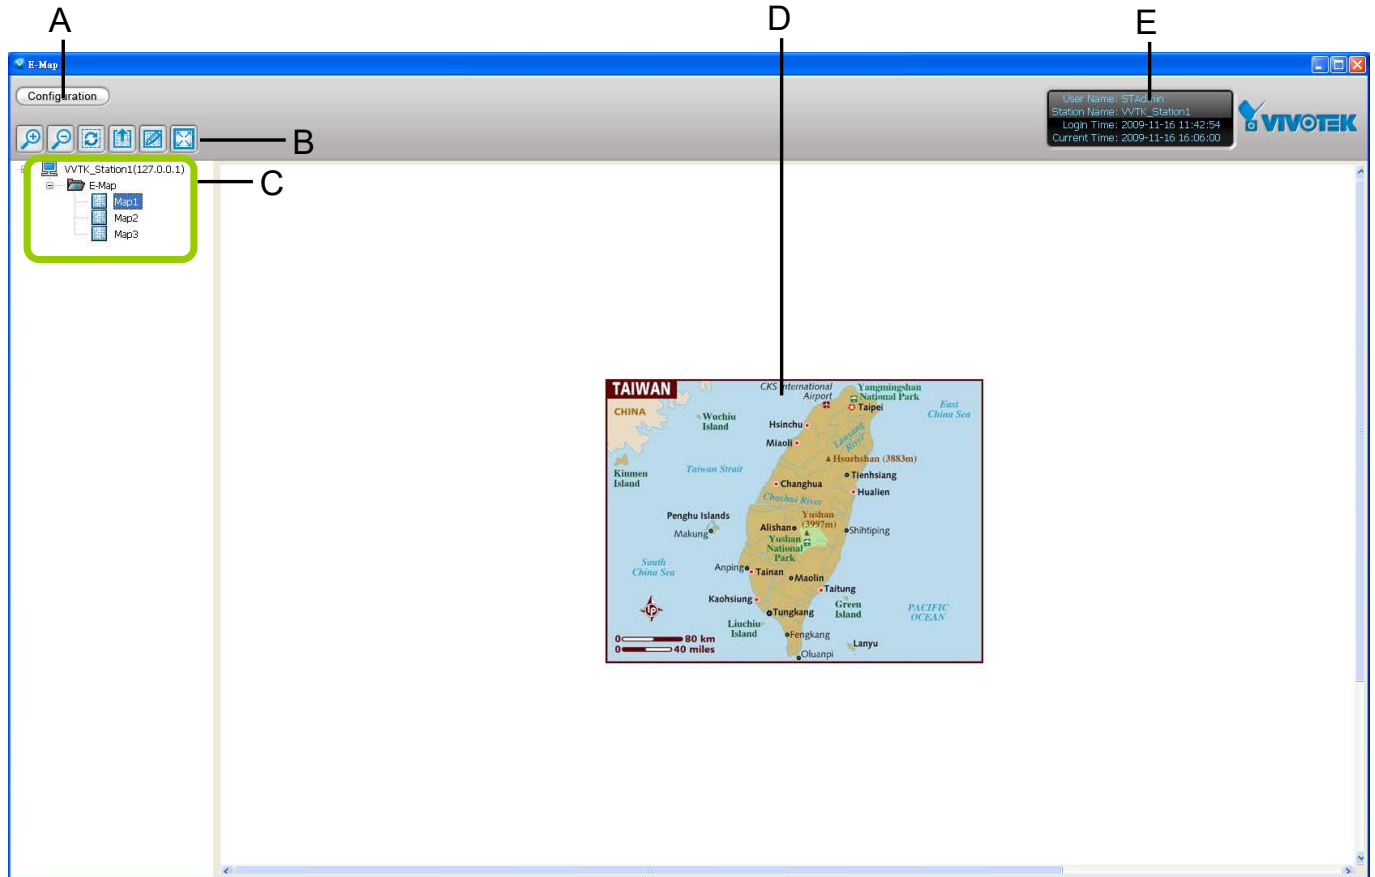 A
D
E
E-Map
Configuration
User Name: STAdmin
Station Name: VVTK_Station1
Login Time: 2009-11-16 11:42:54
Current Time: 2009-11-16 16:06:00
VIVOTEK
B
VVTK_Station1(127.0.0.1)
C
E-Map
Map1
Map2
Map3
TAIWAN
CKS International
Airport
Yangmingshan
National Park
CHINA
Taipei
East
China Sea
Wuchiu
Island
Hsinchu
Lanyang
River
Miaoli
Hsuehshan (3883m)
Kinmen
Island
Taiwan Strait
Tienhsiang
Changhua
Hualien
Choshui River
Penghu Islands
Yushan
(3997m)
Makung
Alishan
Shihtiping
Yushan
National
Park
South
China Sea
Anping
Tainan
Maolin
Taitung
Kaohsiung
Green
Island
PACIFIC
OCEAN
Tungkang
Liuchiu
Island
Fengkang
Lanyu
0 80 km
0 40 miles
Oluanpi